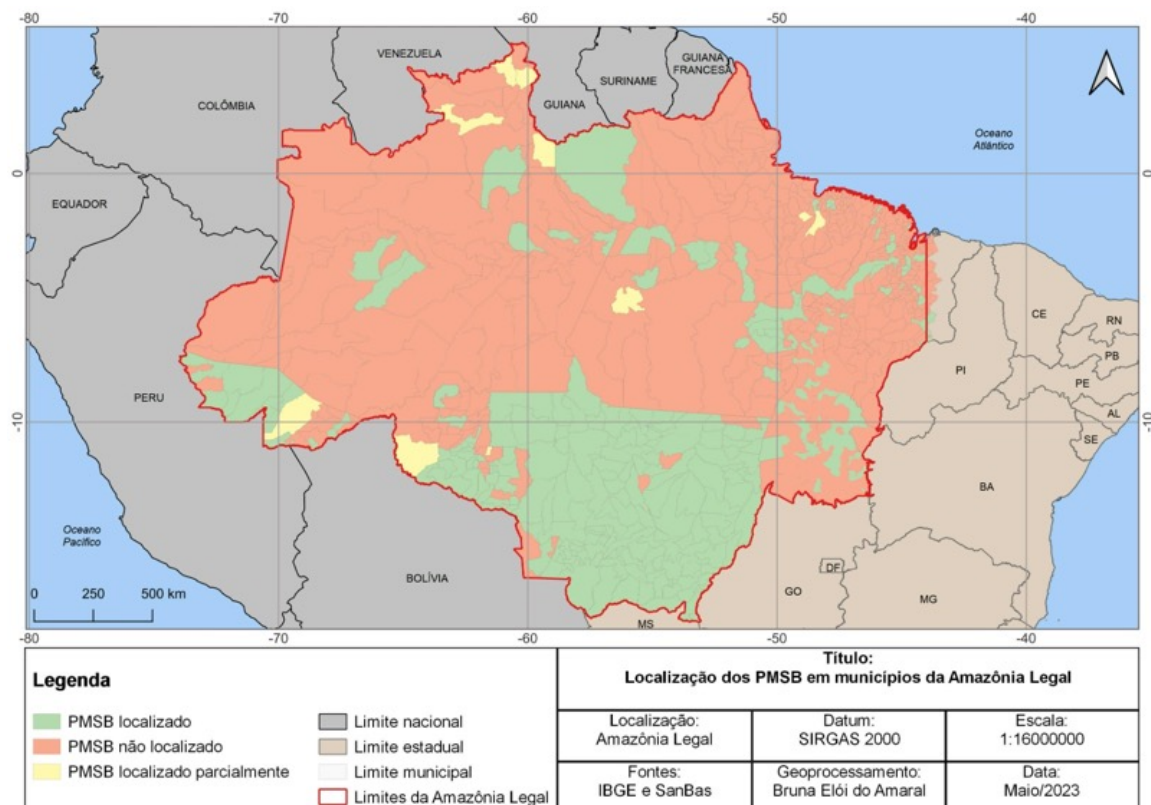 -80
-70
-60
-50
-40
VENEZUELA
GUIANA
FRANCESA
SURINAME
GUIANA
COLÔMBIA
Oceano
Atlântico
0
0
EQUADOR
CE
RN
PB
PI
PE
PERU
AL
-10
-10
SE
BA
Oceano
Pacífico
BOLÍVIA
DF
GO
MG
0
250
500 km
MS
-80
-70
-60
-50
-40
Legenda
PMSB localizado
PMSB não localizado
PMSB localizado parcialmente
Limite nacional
Limite estadual
Limite municipal
Limites da Amazônia Legal
Título:
Localização dos PMSB em municípios da Amazônia Legal
Localização:
Amazônia Legal
Datum:
SIRGAS 2000
Escala:
1:16000000
Fontes:
IBGE e SanBas
Geoprocessamento:
Bruna Elói do Amaral
Data:
Maio/2023